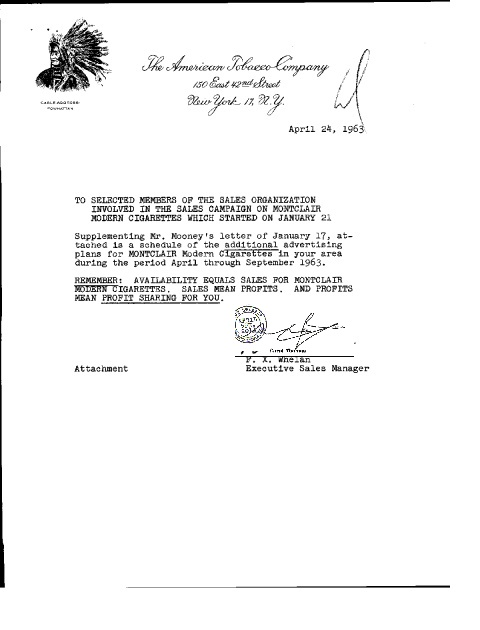 The American Tobacco Company
150 East 42nd Street
New York 17, N.Y.
CABLE ADDRESS:
POWHATTAN
April 24, 1963
TO SELECTED MEMBERS OF THE SALES ORGANIZATION
INVOLVED IN THE SALES CAMPAIGN ON MONTCLAIR
MODERN CIGARETTES WHICH STARTED ON JANUARY 21
Supplementing Mr. Mooney's letter of January 17, at-
tached is a schedule of the additional advertising
plans for MONTCLAIR Modern Cigarettes in your area
during the period April through September 1963.
REMEMBER: AVAILABILITY EQUALS SALES FOR MONTCLAIR
MODERN CIGARETTES. SALES MEAN PROFITS. AND PROFITS
MEAN PROFIT SHARING FOR YOU.
F. X. Whelan
Attachment Executive Sales Manager